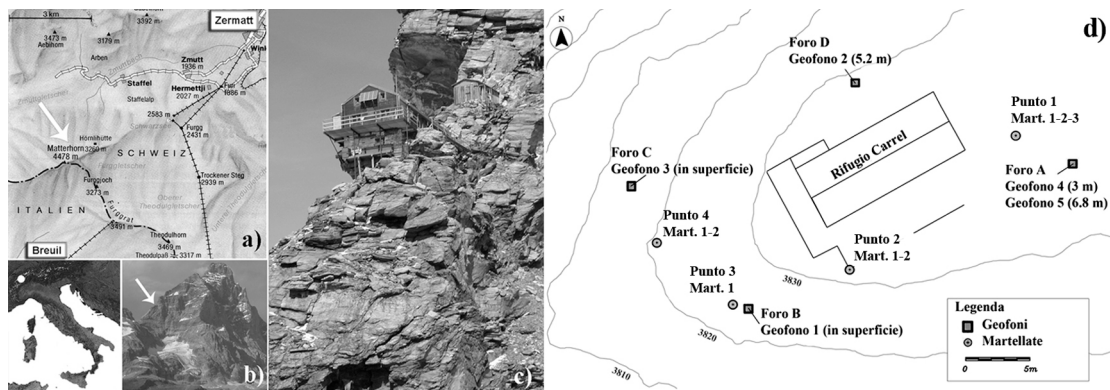 3 km
3392 m
Zermatt
3473 m
Aebihorn
3179 m
Arben
Zmutt
1936 m
Staffel
Hermettji
2027 m
Furi
1886 m
Staffelalp
2583 m
Furgg
2431 m
Hörnlihütte
3260 m
Matterhorn
4478 m
SCHWEIZ
Furggjoch
3273 m
Trockener Steg
2939 m
ITALIEN
Furggrat
3491 m
Theodulhorn
3469 m
Theodulpaß 3317 m
Breuil
a)
b)
c)
d)
N
Foro D
Geofono 2 (5.2 m)
Punto 1
Mart. 1-2-3
Rifugio Carrel
Foro C
Geofono 3 (in superficie)
Foro A
Geofono 4 (3 m)
Geofono 5 (6.8 m)
Punto 4
Mart. 1-2
Punto 2
Mart. 1-2
Punto 3
Mart. 1
Foro B
Geofono 1 (in superficie)
3830
3820
3810
Legenda
Geofoni
Martellate
5m